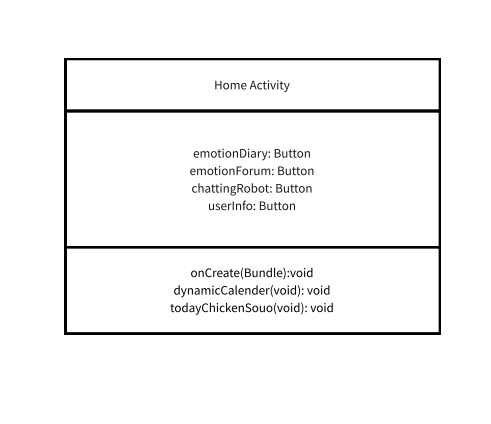 Home Activity
emotionDiary: Button
emotionForum: Button
chattingRobot: Button
userInfo: Button
onCreate(Bundle):void
dynamicCalender(void): void
todayChickenSouo(void): void